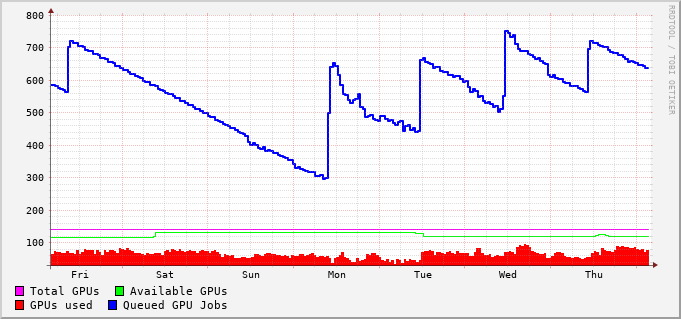 800
700
600
500
400
300
200
100
Fri Sat Sun Mon Tue Wed Thu
Total GPUs Available GPUs
GPUs used Queued GPU Jobs
RRDTOOL / TOBI OETIKER